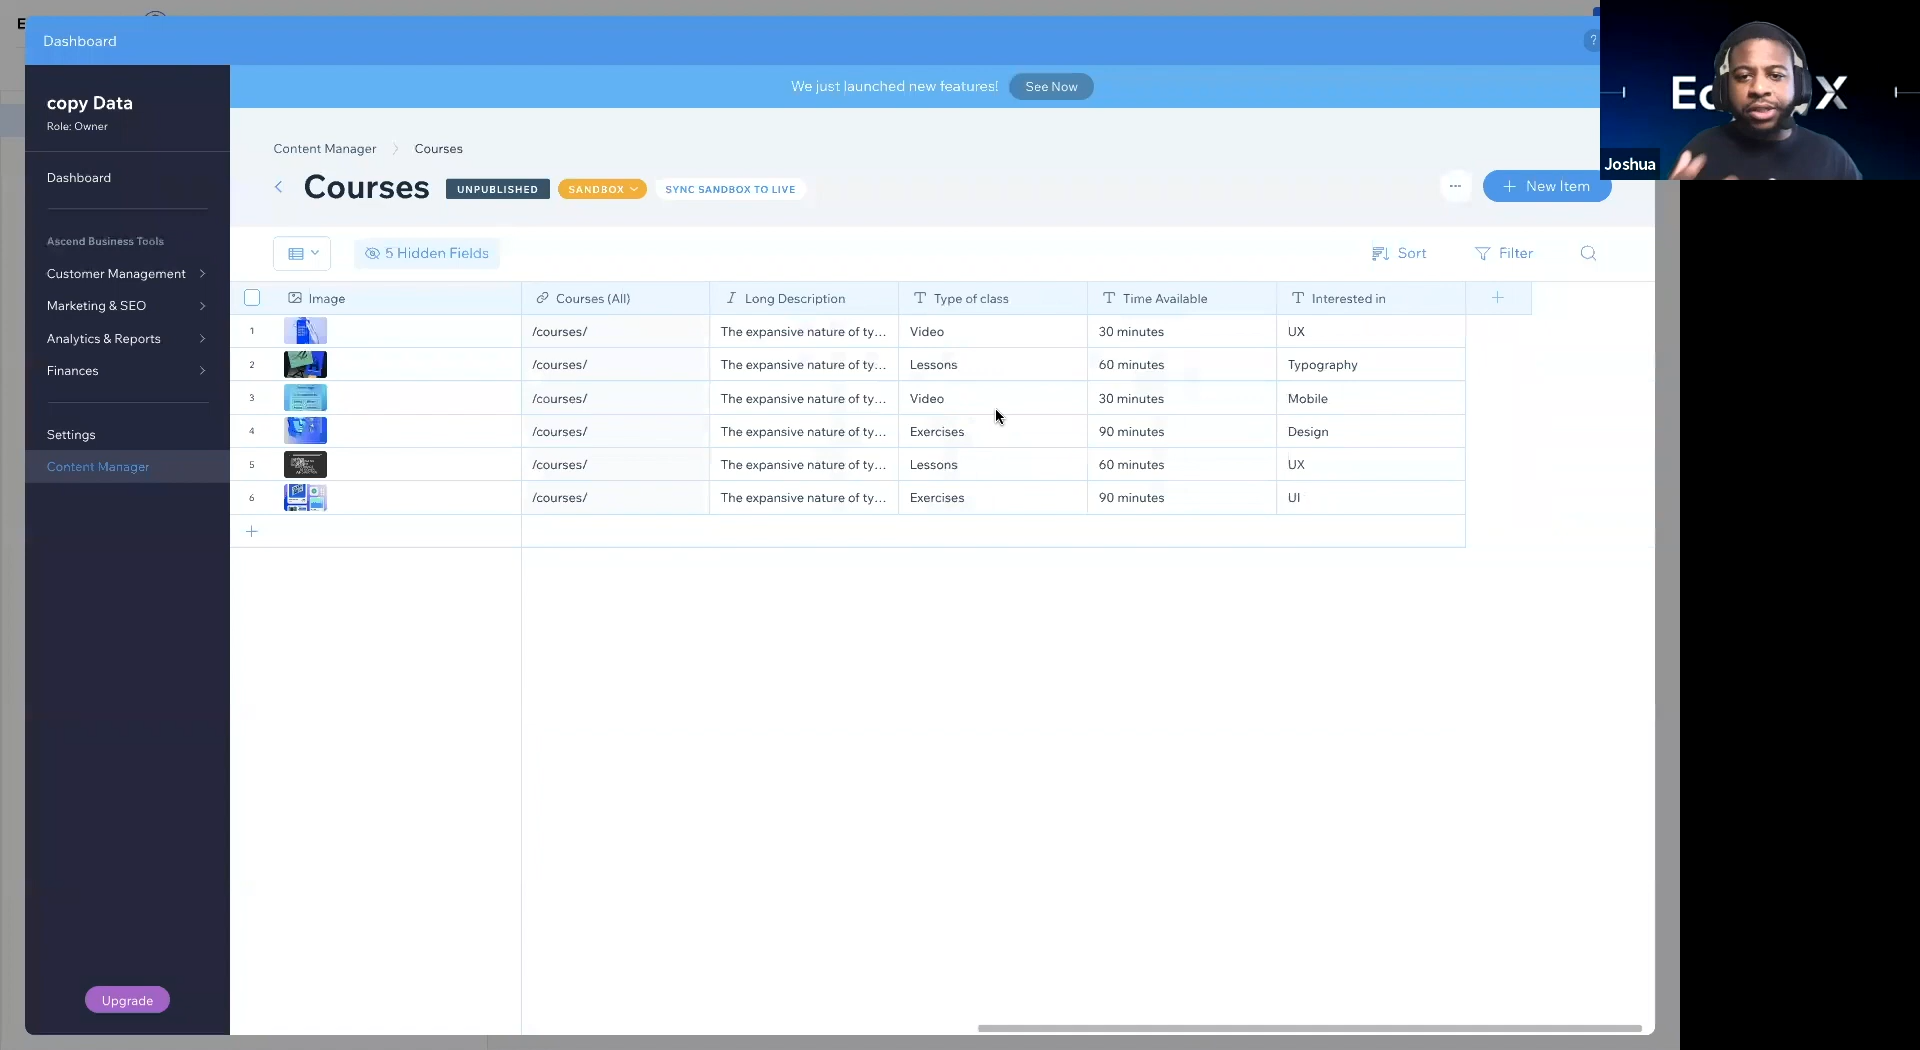 E
Dashboard
?
copy Data
Role: Owner
Dashboard
Ascend Business Tools
Customer Management
Marketing & SEO
Analytics & Reports
Finances
Settings
Content Manager
Upgrade
We just launched new features! See Now
Content Manager Courses
Courses UNPUBLISHED SANDBOX SYNC SANDBOX TO LIVE
... + New Item
5 Hidden Fields Sort Filter
Image Courses (All) Long Description Type of class Time Available Interested in +
1 /courses/ The expansive nature of ty... Video 30 minutes UX
2 /courses/ The expansive nature of ty... Lessons 60 minutes Typography
3 /courses/ The expansive nature of ty... Video 30 minutes Mobile
4 /courses/ The expansive nature of ty... Exercises 90 minutes Design
5 /courses/ The expansive nature of ty... Lessons 60 minutes UX
6 /courses/ The expansive nature of ty... Exercises 90 minutes UI
+
Joshua